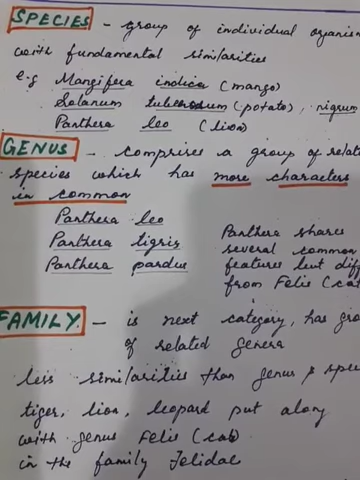 SPECIES - group of individual organism
with fundamental similarities
e.g Mangifera indica (mango)
Solanum tuberosum (potato), nigrum
Panthera leo (lion)
GENUS - comprises a group of relat
species which has more characters
in common
Panthera leo
Panthera tigris
Panthera pardus
Panthera shares
several common
features but diff
from Felis (cat
FAMILY - is next category, has gro
of related genera
less similarities than genus & spe
tiger, lion, leopard put along
with genus Felis (cat)
in the family Felidae